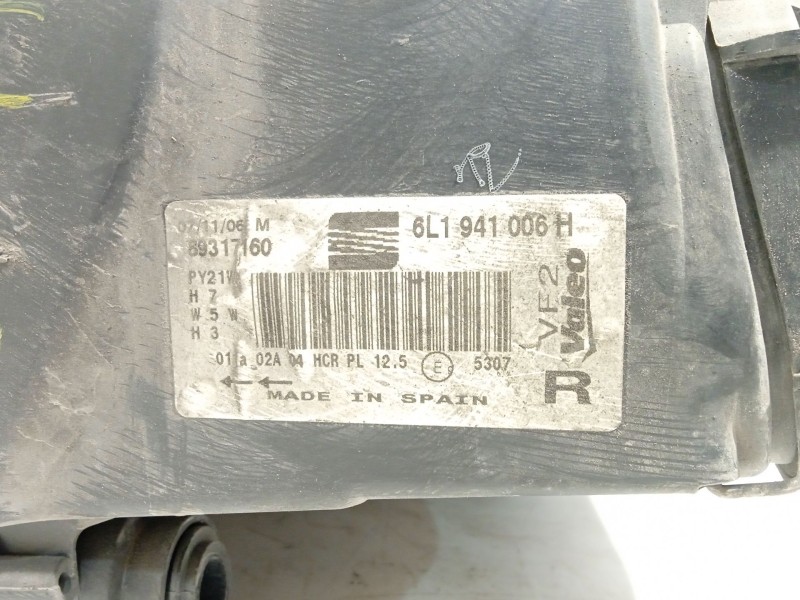 07/11/06 M
89317160
6L1 941 006 H
PY21W
H 7
W 5 W
H 3
VF2
Valeo
01 a 02A 04 HCR PL 12.5 E 5307
R
MADE IN SPAIN